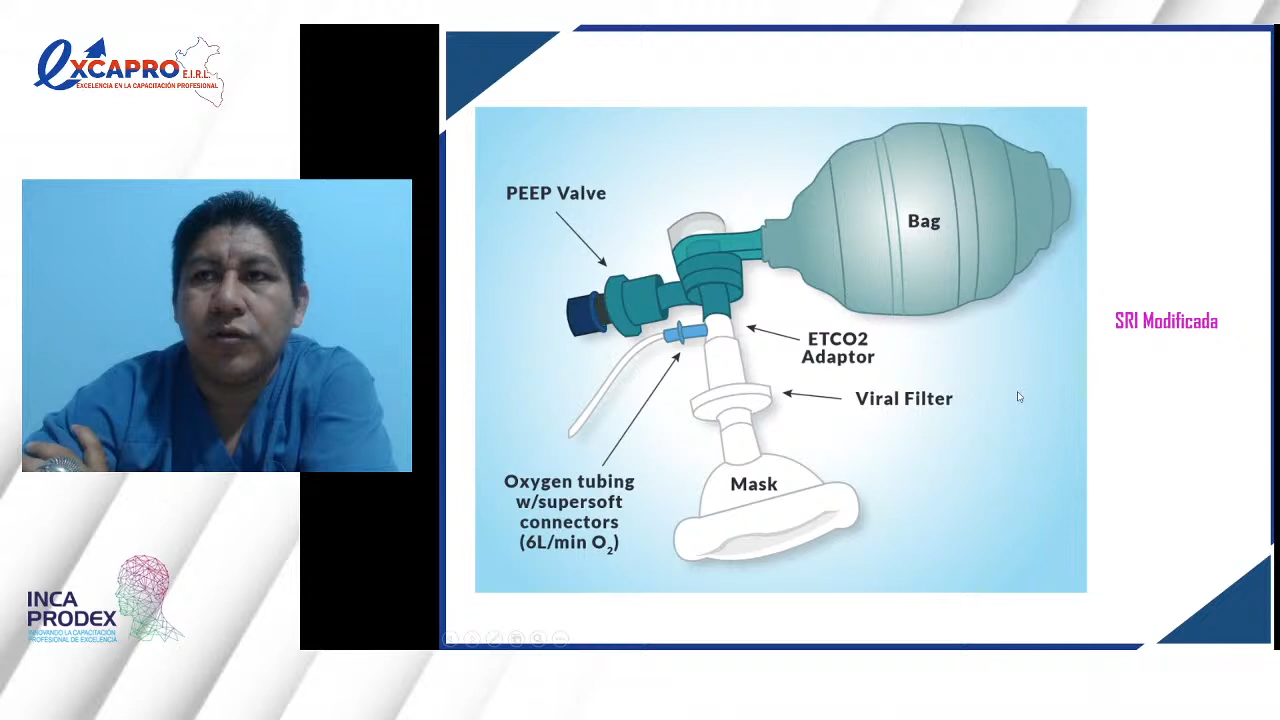 eXCAPRO E.I.R.L.
EXCELENCIA EN LA CAPACITACIÓN PROFESIONAL
PEEP Valve
Bag
SRI Modificada
ETCO2
Adaptor
Viral Filter
Oxygen tubing
w/supersoft
connectors
(6L/min O2)
Mask
INCA
PRODEX
INNOVANDO LA CAPACITACIÓN
PROFESIONAL DE EXCELENCIA